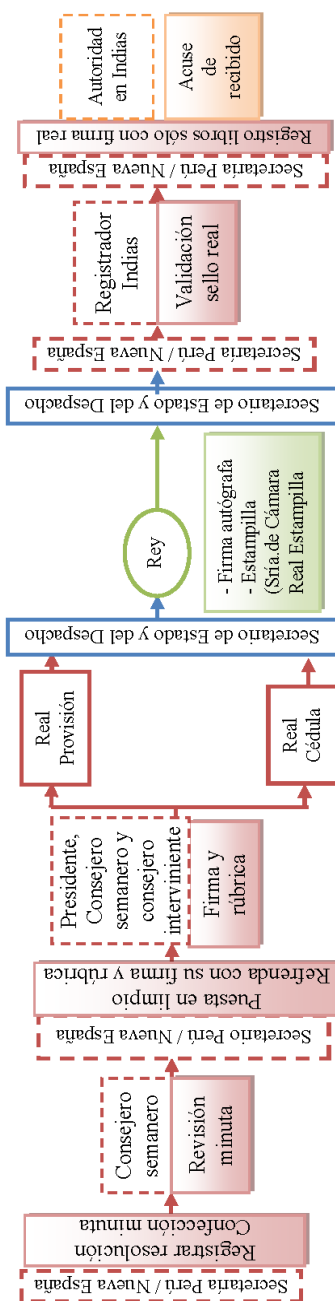 Secretaría Nueva España / Perú
Registrar resolución
Confección minuta
Consejero
semanero
Revisión
minuta
Secretario Perú / Nueva España
Puesta en limpio
Refrenda con su firma y rúbrica
Presidente,
Consejero
semanero y
consejero
interviniente
Firma y
rúbrica
Real
Provisión
Real
Cédula
Secretario de Estado y del Despacho
Rey
- Firma autógrafa
- Estampilla
(Sría.de Cámara
Real Estampilla
Secretario de Estado y del Despacho
Secretaría Perú / Nueva España
Registrador
Indias
Validación
sello real
Secretaría Perú / Nueva España
Registro libros sólo con firma real
Autoridad
en Indias
Acuse
de
recibido